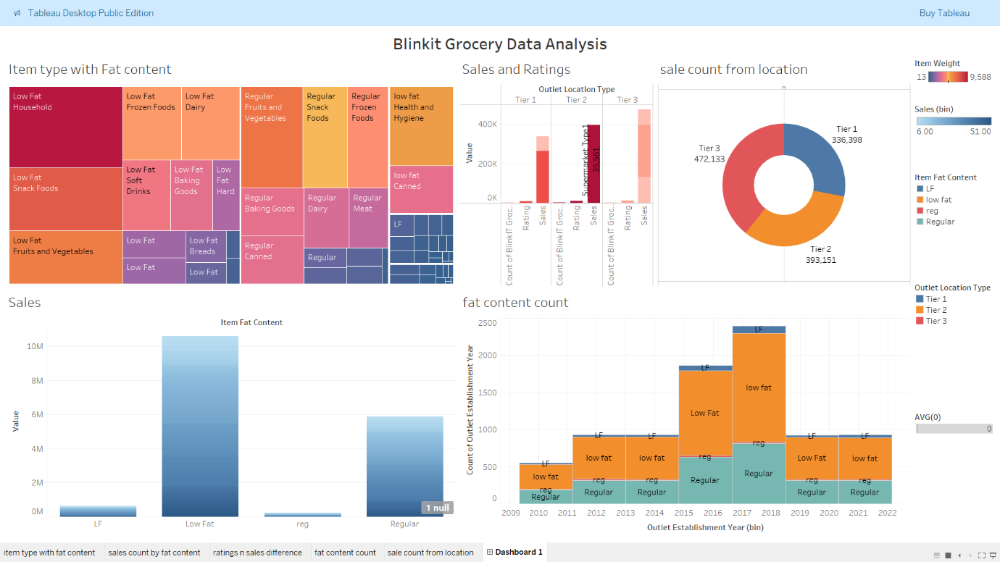 Tableau Desktop Public Edition
Buy Tableau
Blinkit Grocery Data Analysis
Item type with Fat content
Low Fat
Household
Low Fat
Snack Foods
Low Fat
Fruits and Vegetables
Low Fat
Frozen Foods
Low Fat
Dairy
Low Fat
Soft
Drinks
Low Fat
Baking
Goods
Low
Fat
Hard
Low Fat
Low Fat
Low Fat
Breads
Low Fat
Regular
Fruits and
Vegetables
Regular
Snack
Foods
Regular
Frozen
Foods
Regular
Baking Goods
Regular
Dairy
Regular
Meat
Regular
Canned
Regular
low fat
Health and
Hygiene
low fat
Canned
LF
Sales and Ratings
Outlet Location Type
Tier 1
Tier 2
Tier 3
Value
400K
200K
0K
Supermarket Type1
35,561
Count of BlinkIT Groc..
Rating
Sales
Count of BlinkIT Groc..
Rating
Sales
Count of BlinkIT Groc..
Rating
Sales
sale count from location
0
Tier 1
336,398
Tier 3
472,133
Tier 2
393,151
Item Weight
13
9,588
Sales (bin)
6.00
51.00
Item Fat Content
LF
low fat
reg
Regular
Outlet Location Type
Tier 1
Tier 2
Tier 3
AVG(0)
0
Sales
Item Fat Content
Value
10M
8M
6M
4M
2M
0M
LF
Low Fat
reg
Regular
1 null
fat content count
Count of Outlet Establishment Year
2500
2000
1500
1000
500
0
LF
low fat
reg
Regular
LF
low fat
reg
Regular
LF
low fat
reg
Regular
LF
Low Fat
reg
Regular
LF
low fat
reg
Regular
LF
Low Fat
reg
Regular
LF
low fat
reg
Regular
2009 2010 2011 2012 2013 2014 2015 2016 2017 2018 2019 2020 2021 2022
Outlet Establishment Year (bin)
item type with fat content
sales count by fat content
ratings n sales difference
fat content count
sale count from location
Dashboard 1